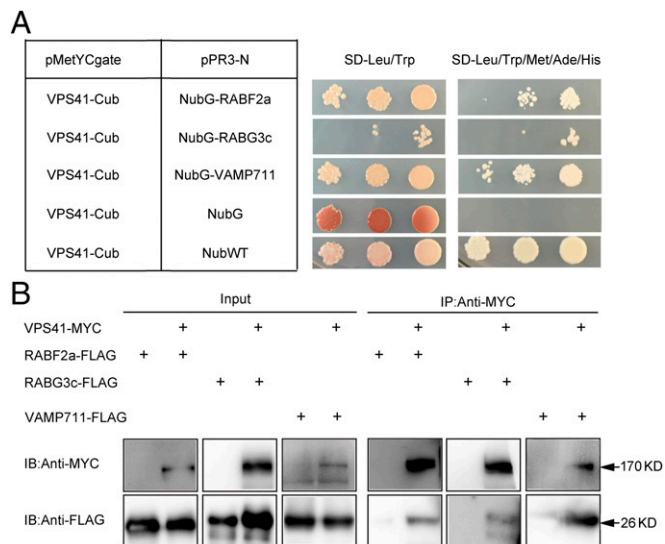 A
pMetYCgate pPR3-N SD-Leu/Trp SD-Leu/Trp/Met/Ade/His
VPS41-Cub NubG-RABF2a
VPS41-Cub NubG-RABG3c
VPS41-Cub NubG-VAMP711
VPS41-Cub NubG
VPS41-Cub NubWT
B
Input IP:Anti-MYC
VPS41-MYC + + + + + +
RABF2a-FLAG + + + +
RABG3c-FLAG + + + +
VAMP711-FLAG + + + +
IB:Anti-MYC 170 KD
IB:Anti-FLAG 26 KD